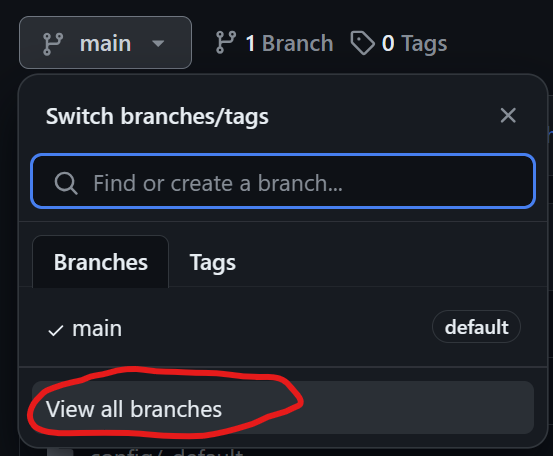 main 1 Branch 0 Tags
Switch branches/tags
Find or create a branch...
Branches Tags
main default
View all branches